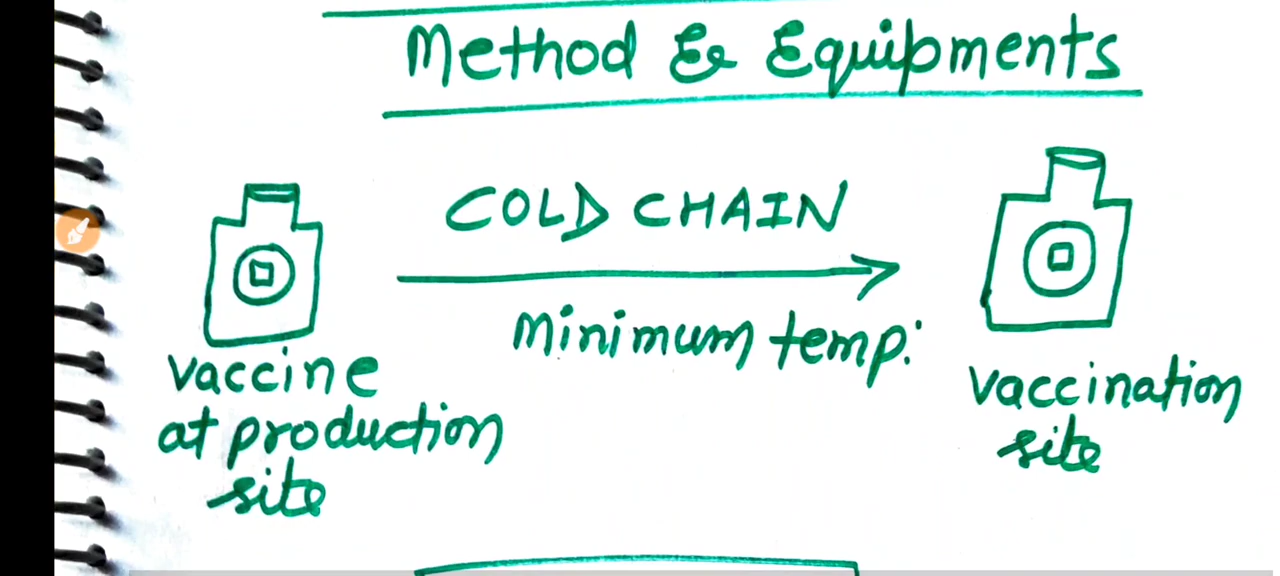 Method & Equipments
COLD CHAIN
Minimum temp.
vaccine
at production
site
vaccination
site